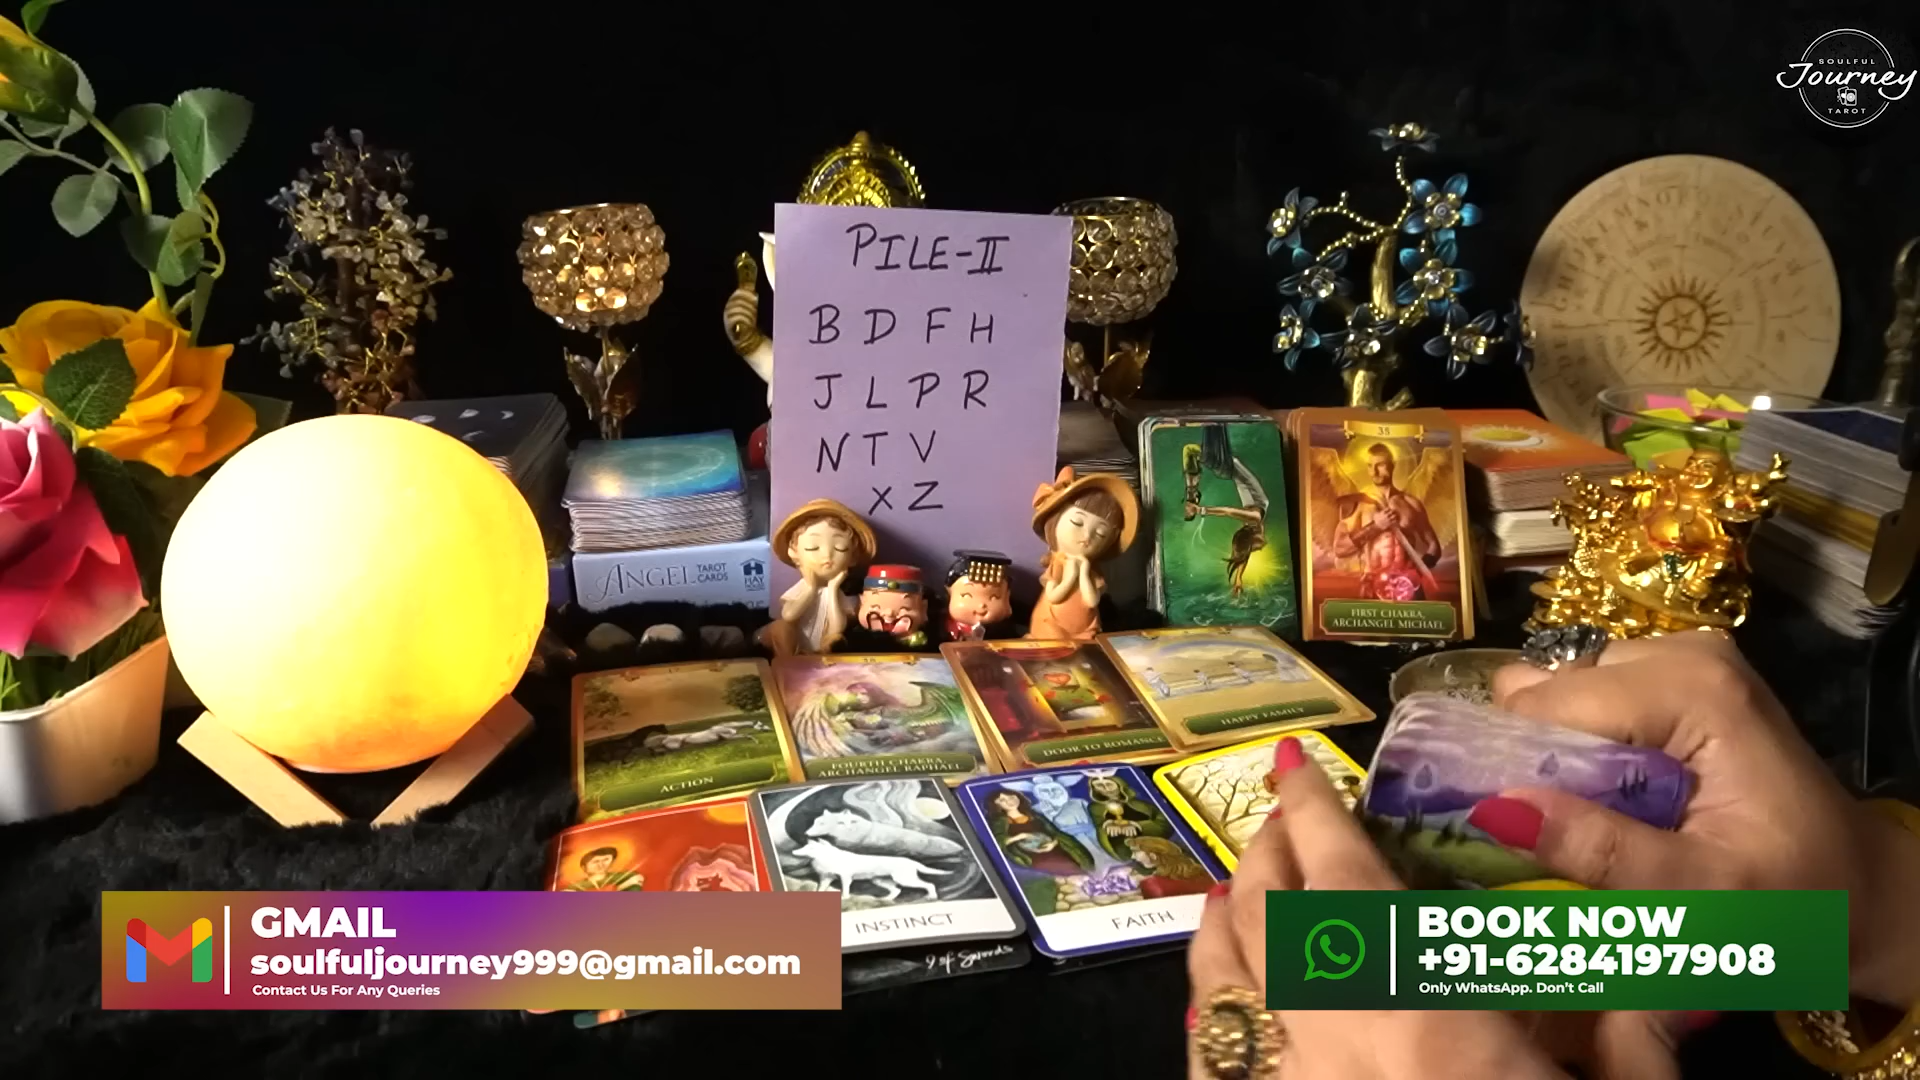 SOULFUL
Journey
TAROT
PILE-II
B D F H
J L P R
N T V
X Z
ANGEL TAROT CARDS
HAY
35
FIRST CHAKRA,
ARCHANGEL MICHAEL
ACTION
FOURTH CHAKRA,
ARCHANGEL RAPHAEL
DOOR TO ROMANCE
HAPPY FAMILY
INSTINCT
9 of Swords
FAITH
GMAIL
soulfuljourney999@gmail.com
Contact Us For Any Queries
BOOK NOW
+91-6284197908
Only WhatsApp. Don't Call